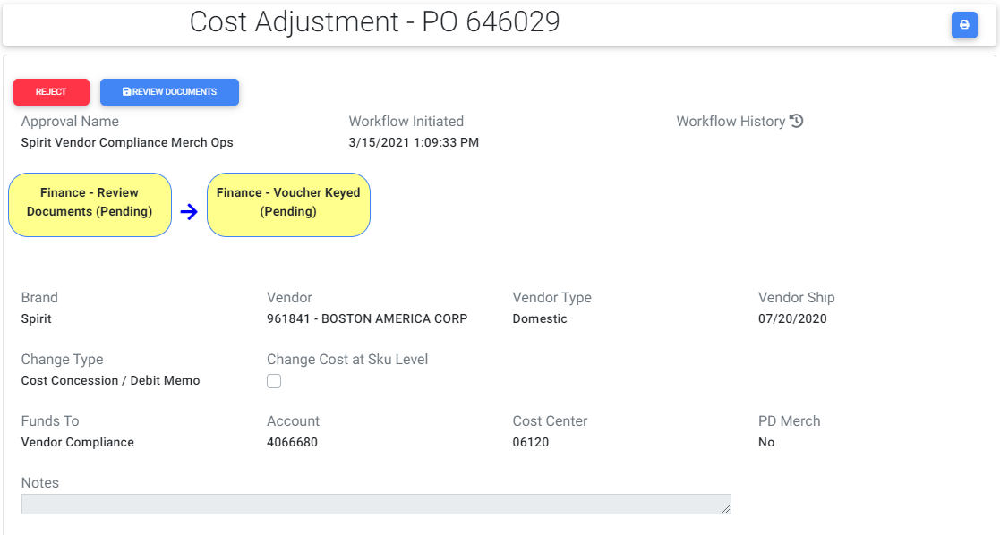 Cost Adjustment - PO 646029
REJECT
REVIEW DOCUMENTS
Approval Name
Workflow Initiated
Workflow History
Spirit Vendor Compliance Merch Ops
3/15/2021 1:09:33 PM
Finance - Review
Documents (Pending)
Finance - Voucher Keyed
(Pending)
Brand
Vendor
Vendor Type
Vendor Ship
Spirit
961841 - BOSTON AMERICA CORP
Domestic
07/20/2020
Change Type
Change Cost at Sku Level
Cost Concession / Debit Memo
Funds To
Account
Cost Center
PD Merch
Vendor Compliance
4066680
06120
No
Notes